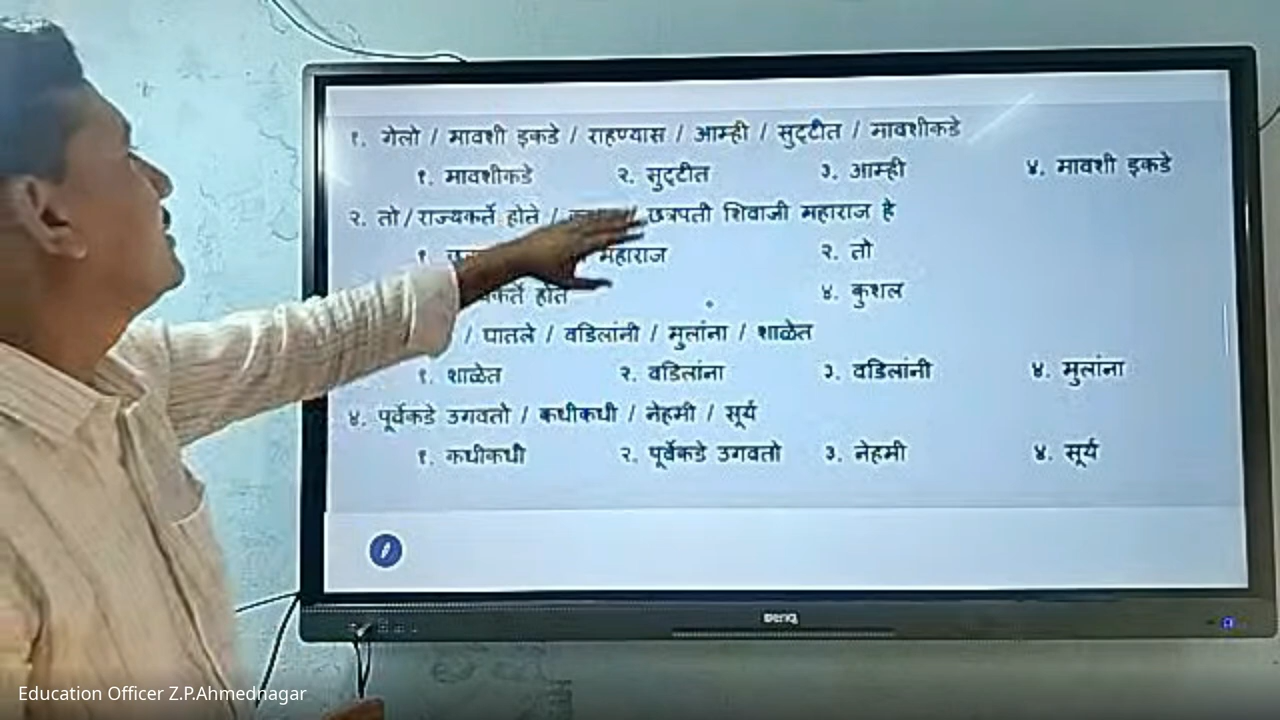 १. गेलो / मावशी इकडे / राहण्यास / आम्ही / सुट्टीत / मावशीकडे
१. मावशीकडे २. सुट्टीत ३. आम्ही ४. मावशी इकडे
२. तो / राज्यकर्ते होते / / छत्रपती शिवाजी महाराज हे
१. महाराज २. तो
होते ४. कुशल
/ घातले / वडिलांनी / मुलांना / शाळेत
१. शाळेत २. वडिलांना ३. वडिलांनी ४. मुलांना
४. पूर्वेकडे उगवतो / कधीकधी / नेहमी / सूर्य
१. कधीकधी २. पूर्वेकडे उगवतो ३. नेहमी ४. सूर्य
BenQ
Education Officer Z.P.Ahmednagar